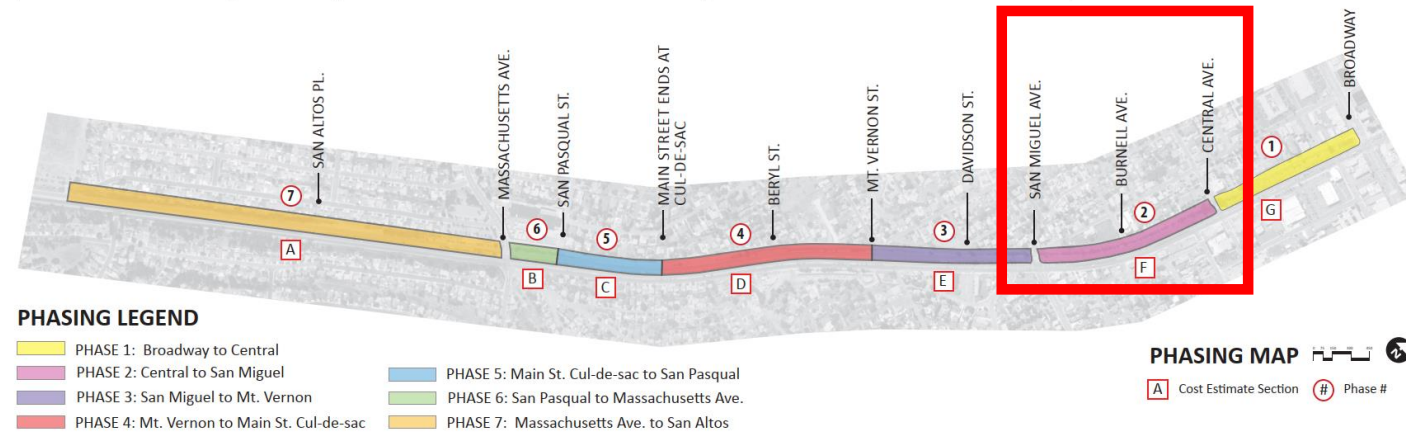 SAN ALTOS PL.
MASSACHUSETTS AVE.
SAN PASQUAL ST.
MAIN STREET ENDS AT
CUL-DE-SAC
BERYL ST.
MT. VERNON ST.
DAVIDSON ST.
SAN MIGUEL AVE.
BURNELL AVE.
CENTRAL AVE.
BROADWAY
7
6
5
4
3
2
1
A
B
C
D
E
F
G
PHASING LEGEND
PHASE 1: Broadway to Central
PHASE 2: Central to San Miguel
PHASE 3: San Miguel to Mt. Vernon
PHASE 4: Mt. Vernon to Main St. Cul-de-sac
PHASE 5: Main St. Cul-de-sac to San Pasqual
PHASE 6: San Pasqual to Massachusetts Ave.
PHASE 7: Massachusetts Ave. to San Altos
PHASING MAP
N
A Cost Estimate Section # Phase #